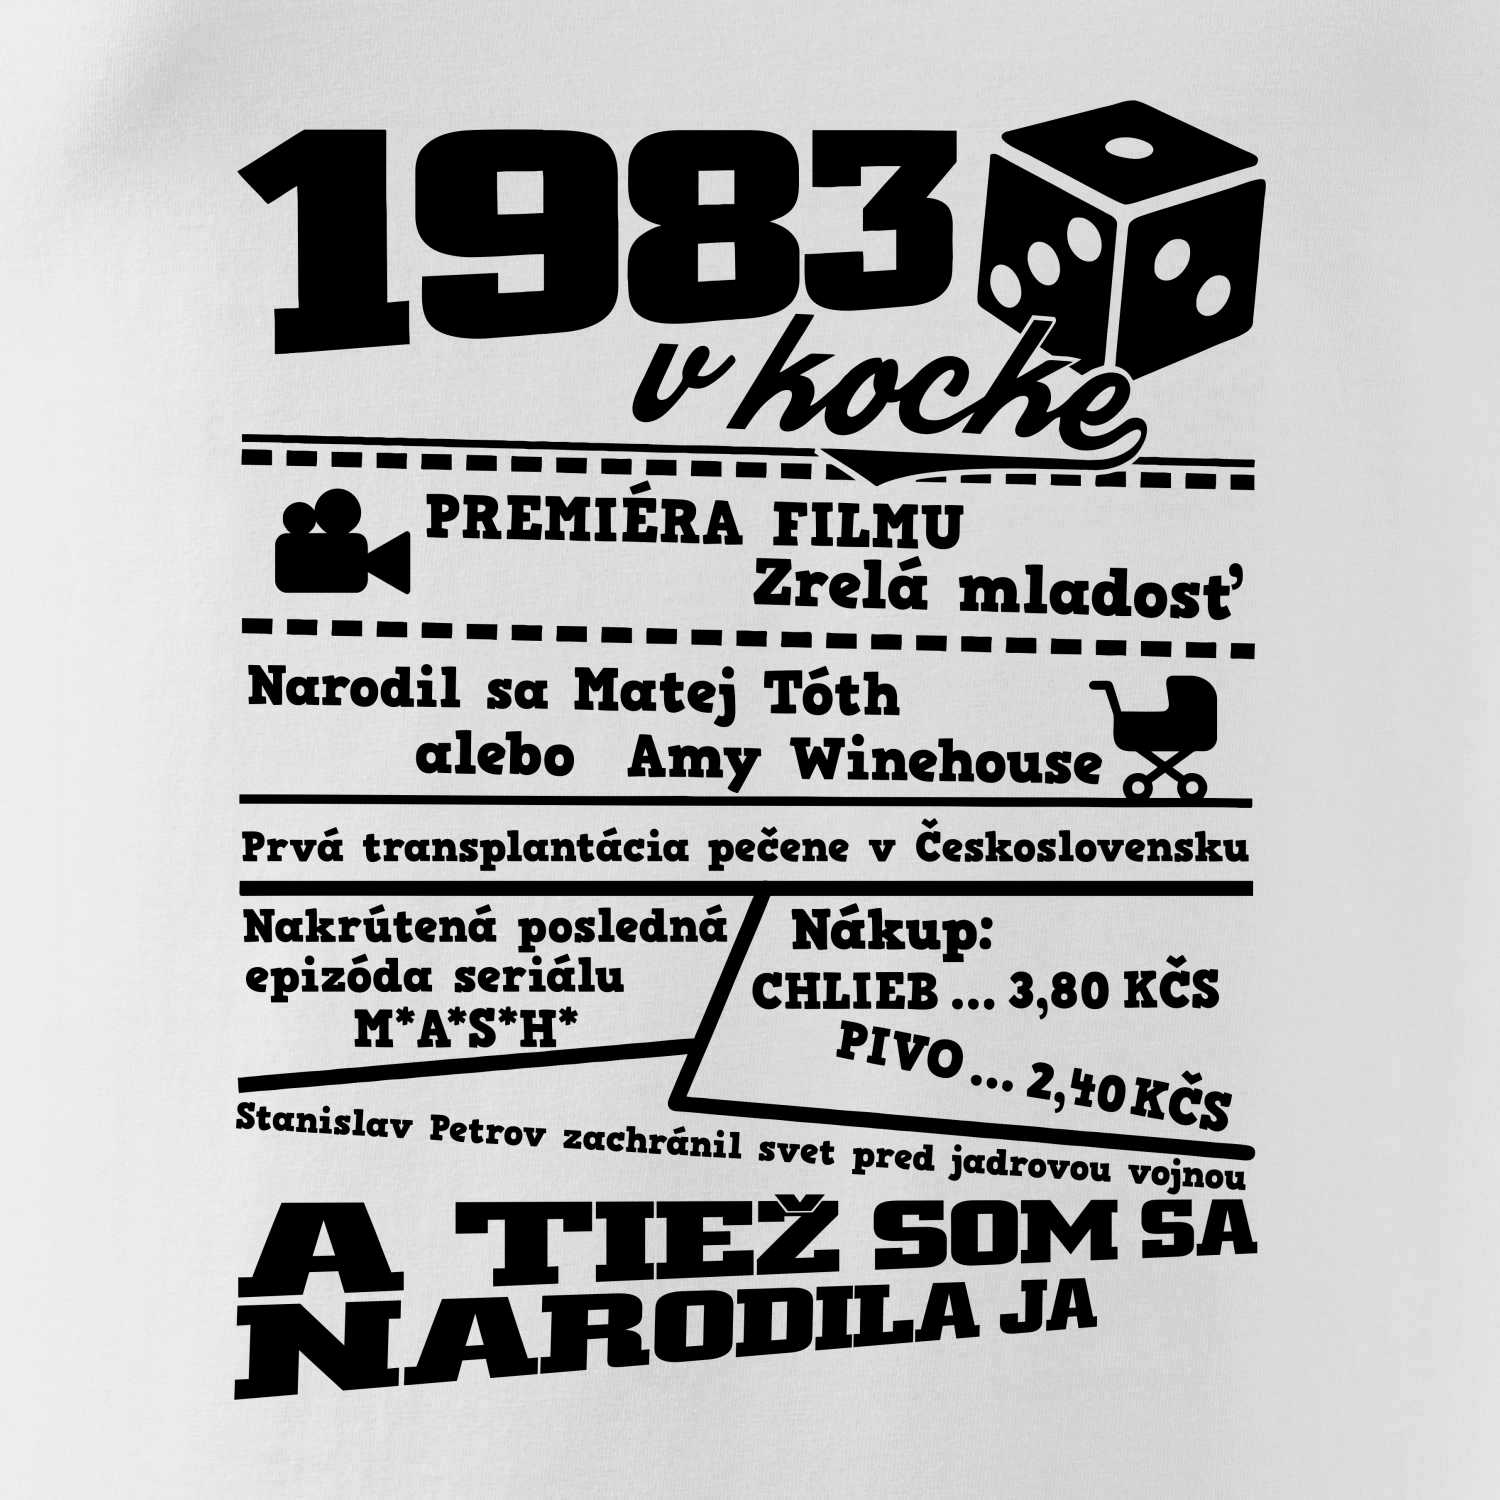 1983
v kocke
PREMIÉRA FILMU
Zrelá mladosť
Narodil sa Matej Tóth
alebo Amy Winehouse
Prvá transplantácia pečene v Československu
Nakrútená posledná
epizóda seriálu
M*A*S*H*
Nákup:
CHLIEB ... 3,80 KČS
PIVO ... 2,40 KČS
Stanislav Petrov zachránil svet pred jadrovou vojnou
A TIEŽ SOM SA
NARODILA JA